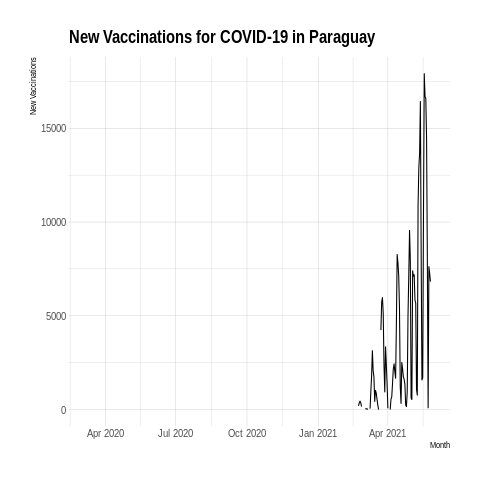 New Vaccinations for COVID-19 in Paraguay
New Vaccinations
15000
10000
5000
0
Apr 2020 Jul 2020 Oct 2020 Jan 2021 Apr 2021
Month